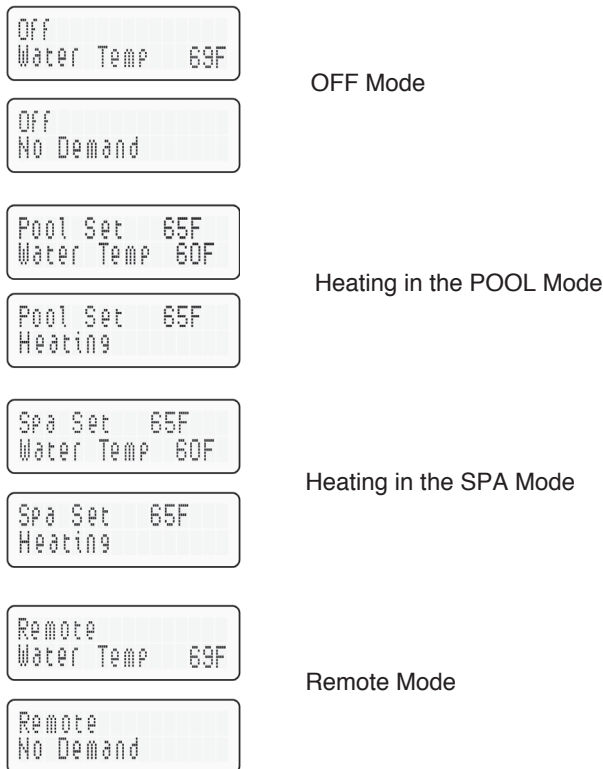 Off
Water Temp 69F
OFF Mode
Off
No Demand
Pool Set 65F
Water Temp 60F
Heating in the POOL Mode
Pool Set 65F
Heating
Spa Set 65F
Water Temp 60F
Heating in the SPA Mode
Spa Set 65F
Heating
Remote
Water Temp 69F
Remote Mode
Remote
No Demand